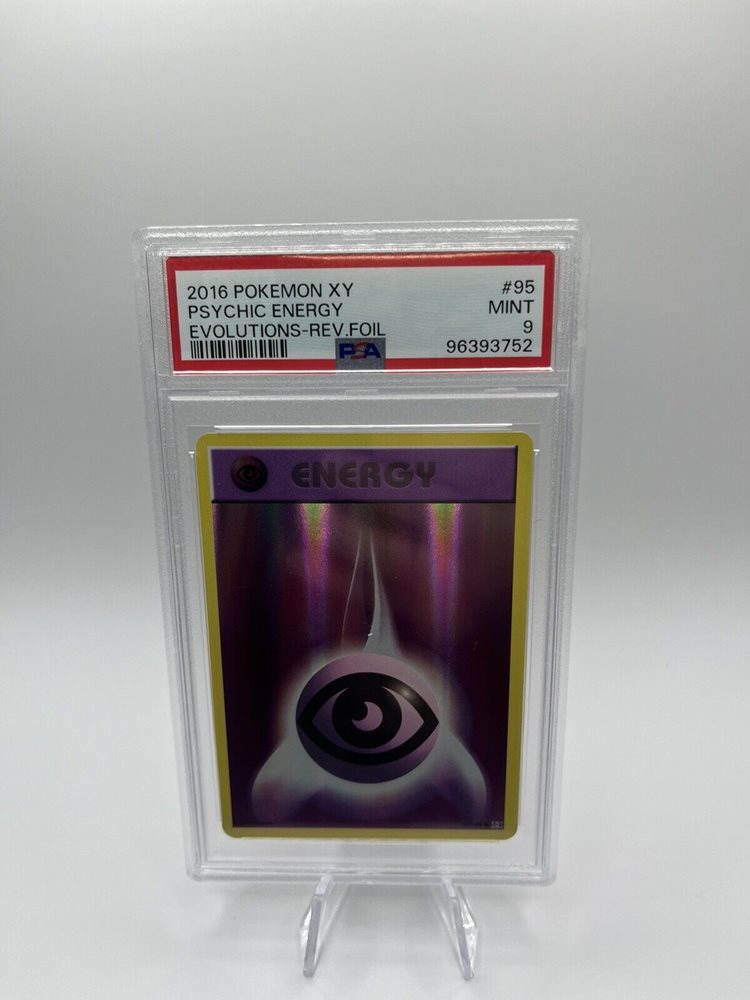 2016 POKEMON XY #95
PSYCHIC ENERGY MINT
EVOLUTIONS-REV.FOIL 9
PSA 96393752
ENERGY